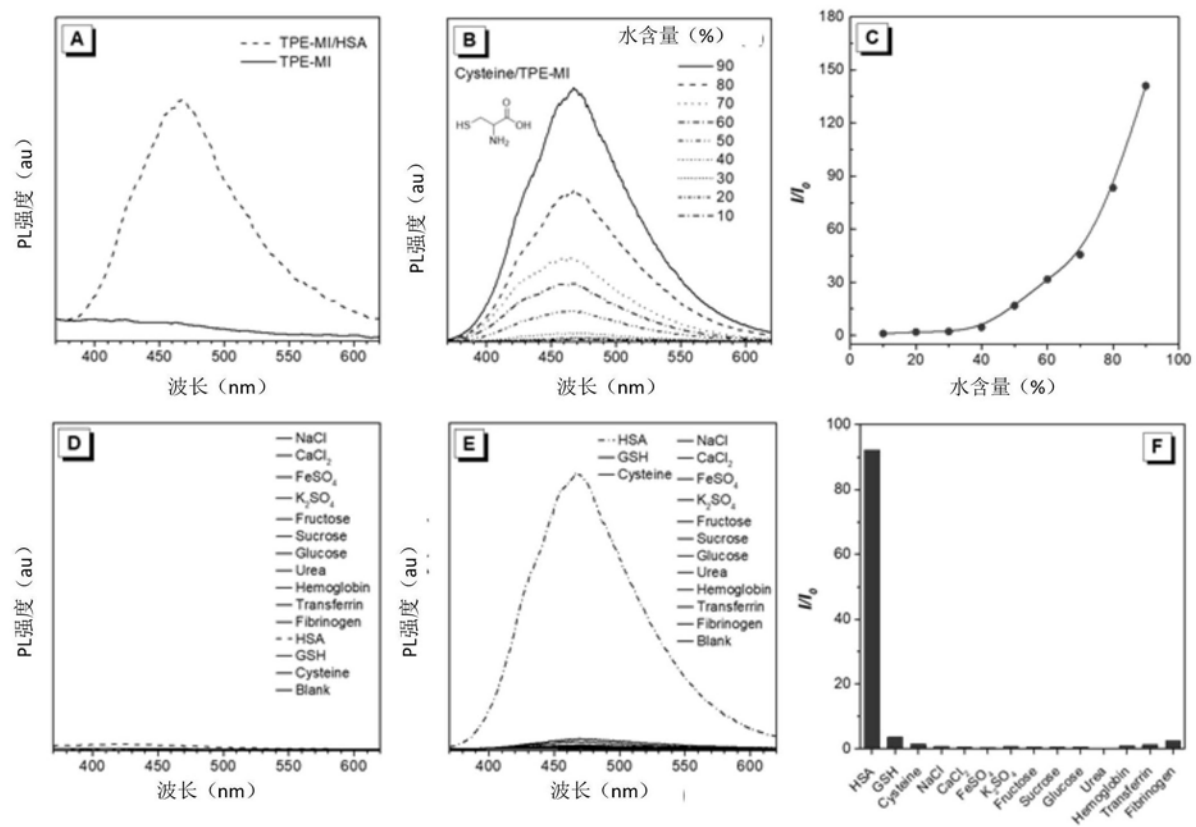 A
TPE-MI/HSA
TPE-MI
PL强度（au）
400 450 500 550 600
波长（nm）
B
水含量（%）
Cysteine/TPE-MI
HS
O
OH
NH₂
90
80
70
60
50
40
30
20
10
PL强度（au）
400 450 500 550 600
波长（nm）
C
180
150
120
90
60
30
0
I/I₀
0 20 40 60 80 100
水含量（%）
D
NaCl
CaCl₂
FeSO₄
K₂SO₄
Fructose
Sucrose
Glucose
Urea
Hemoglobin
Transferrin
Fibrinogen
HSA
GSH
Cysteine
Blank
PL强度（au）
400 450 500 550 600
波长（nm）
E
HSA
GSH
Cysteine
NaCl
CaCl₂
FeSO₄
K₂SO₄
Fructose
Sucrose
Glucose
Urea
Hemoglobin
Transferrin
Fibrinogen
Blank
PL强度（au）
400 450 500 550 600
波长（nm）
F
100
80
60
40
20
0
I/I₀
HSA
GSH
Cysteine
NaCl
CaCl₂
FeSO₄
K₂SO₄
Fructose
Sucrose
Glucose
Urea
Hemoglobin
Transferrin
Fibrinogen